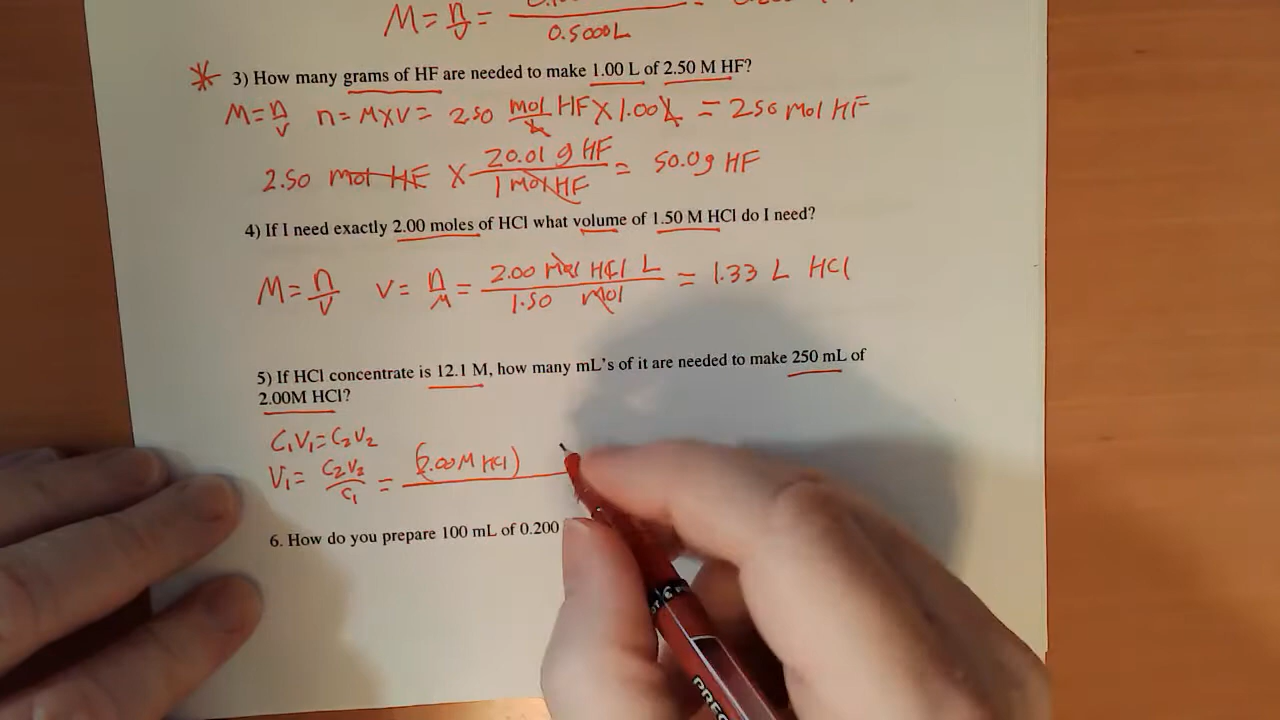 M = n/V =
0.5000L
* 3) How many grams of HF are needed to make 1.00 L of 2.50 M HF?
M = n/V n = M x V = 2.50 mol/L HF x 1.00 L = 2.50 mol HF
2.50 mol HF x 20.01 g HF / 1 mol HF = 50.0g HF
4) If I need exactly 2.00 moles of HCl what volume of 1.50 M HCl do I need?
M = n/V V = n/M = 2.00 mol HCl L / 1.50 mol = 1.33 L HCl
5) If HCl concentrate is 12.1 M, how many mL's of it are needed to make 250 mL of
2.00M HCl?
C₁V₁ = C₂V₂
V₁ = C₂V₂/C₁ = (2.00M HCl)
6. How do you prepare 100 mL of 0.200